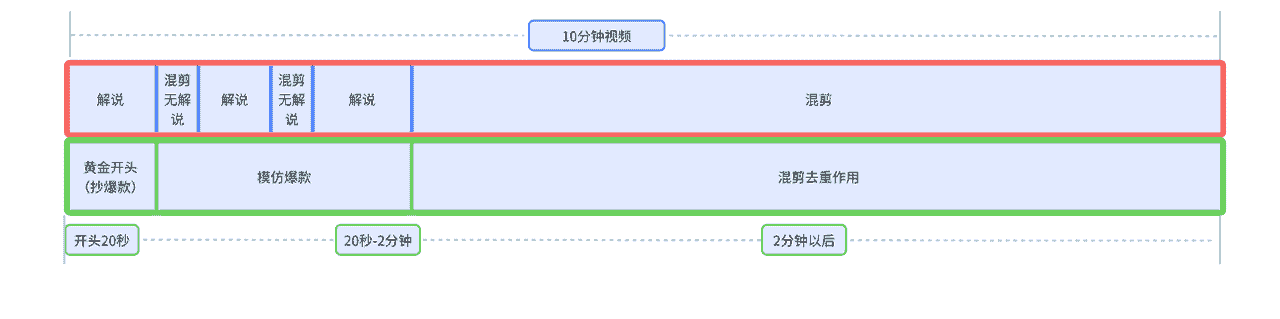 10分钟视频
解说
混剪
无解
说
解说
混剪
无解
说
解说
混剪
黄金开头
（抄爆款）
模仿爆款
混剪去重作用
开头20秒
20秒-2分钟
2分钟以后